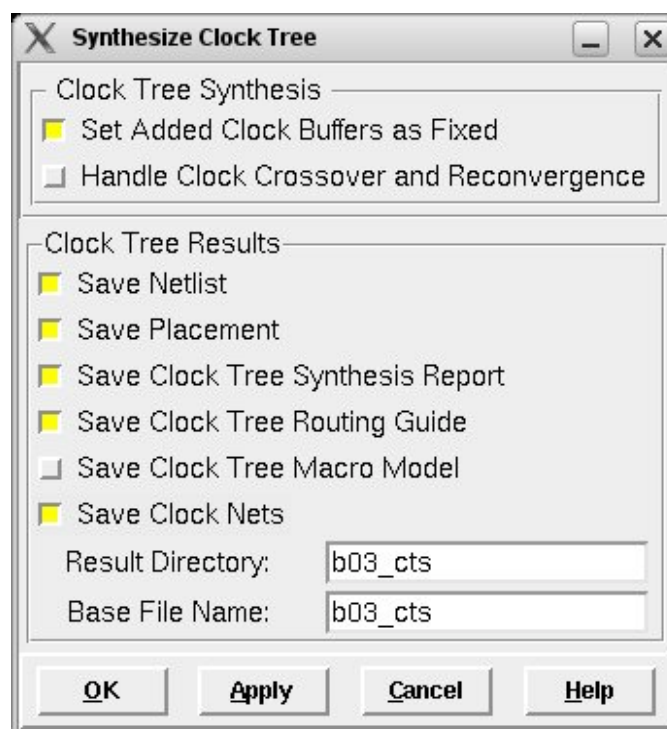 Synthesize Clock Tree
Clock Tree Synthesis
Set Added Clock Buffers as Fixed
Handle Clock Crossover and Reconvergence
Clock Tree Results
Save Netlist
Save Placement
Save Clock Tree Synthesis Report
Save Clock Tree Routing Guide
Save Clock Tree Macro Model
Save Clock Nets
Result Directory: b03_cts
Base File Name: b03_cts
OK Apply Cancel Help